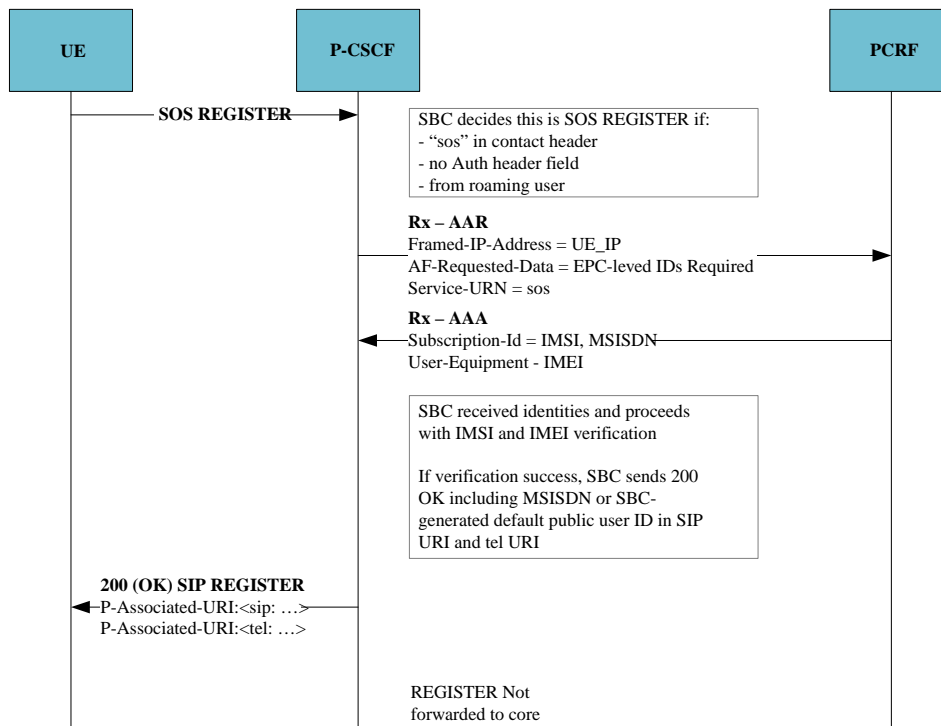 UE
P-CSCF
PCRF
SOS REGISTER
SBC decides this is SOS REGISTER if:
- “sos” in contact header
- no Auth header field
- from roaming user
Rx – AAR
Framed-IP-Address = UE_IP
AF-Requested-Data = EPC-leved IDs Required
Service-URN = sos
Rx – AAA
Subscription-Id = IMSI, MSISDN
User-Equipment - IMEI
SBC received identities and proceeds
with IMSI and IMEI verification
If verification success, SBC sends 200
OK including MSISDN or SBC-
generated default public user ID in SIP
URI and tel URI
200 (OK) SIP REGISTER
P-Associated-URI:<sip: …>
P-Associated-URI:<tel: …>
REGISTER Not
forwarded to core